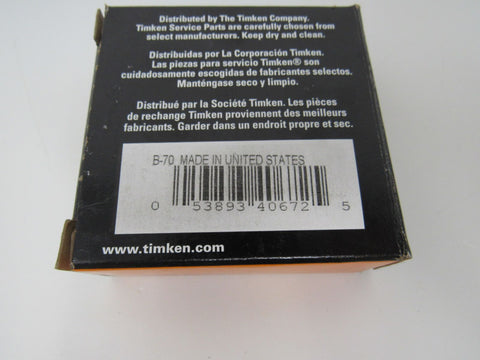 Distributed by The Timken Company.
Timken Service Parts are carefully chosen from
select manufacturers. Keep dry and clean.
Distribuidas por La Corporación Timken.
Las piezas para servicio Timken® son
cuidadosamente escogidas de fabricantes selectos.
Manténgase seco y limpio.
Distribué par la Société Timken. Les pièces
de rechange Timken proviennent des meilleurs
fabricants. Garder dans un endroit propre et sec.
B-70 MADE IN UNITED STATES
0 53893 40672 5
www.timken.com